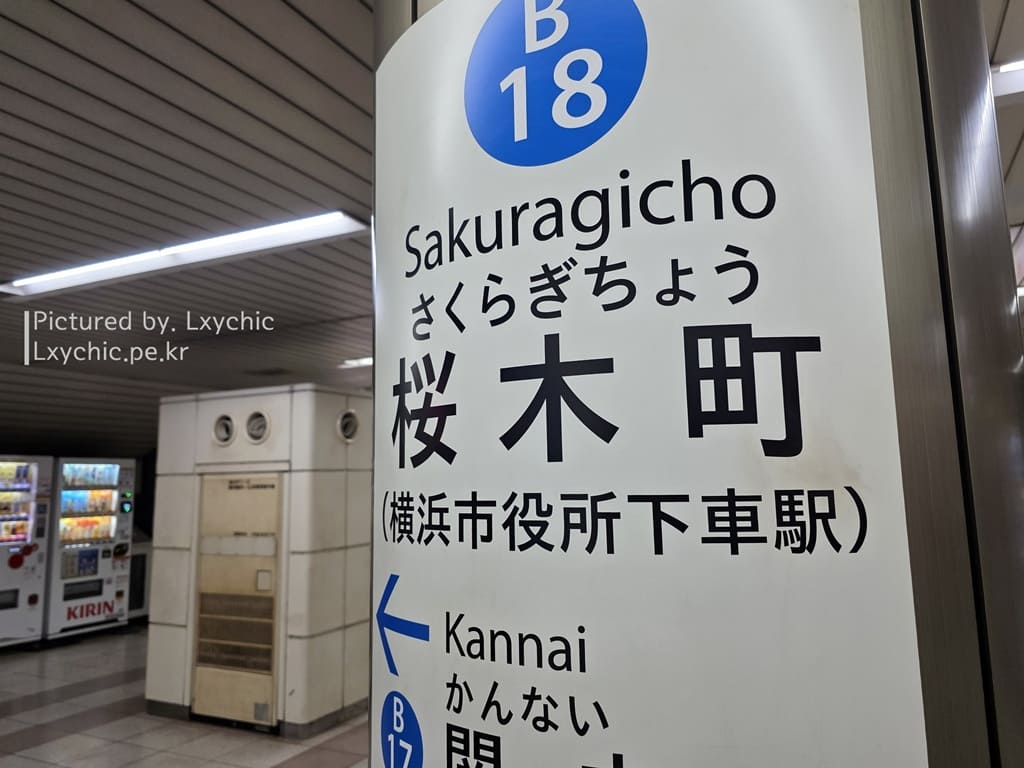 B
18
Sakuragicho
さくらぎちょう
桜木町
(横浜市役所下車駅)
Kannai
かんない
B
17
Pictured by. Lxychic
Lxychic.pe.kr
KIRIN